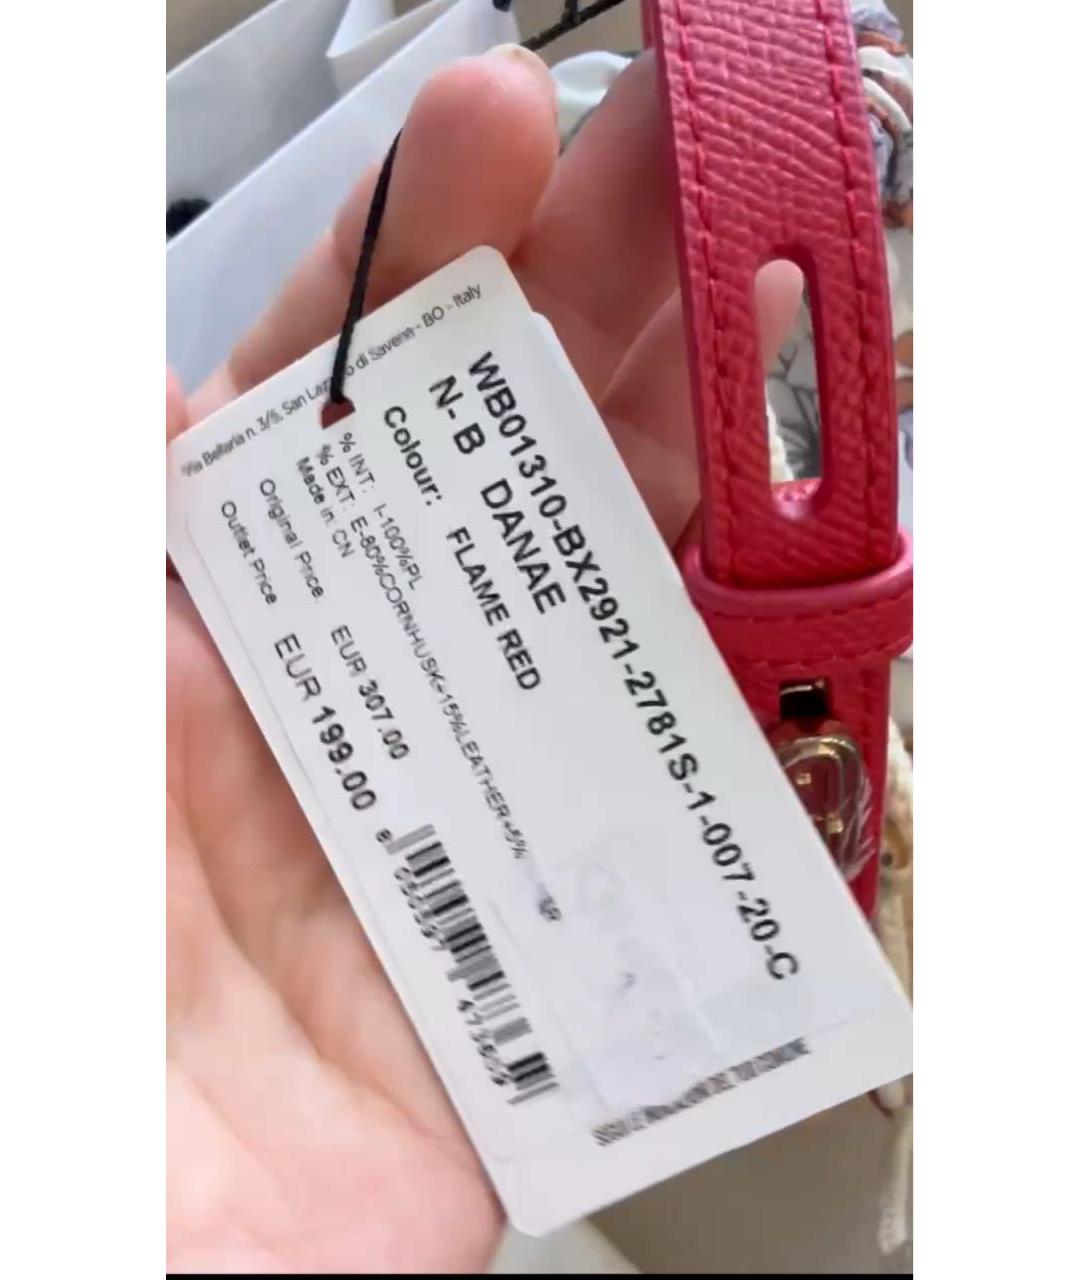 Via Bellaria n. 3/5, San Lazzaro di Savena - BO - Italy
WB01310-BX2921-2781S-1-007-20-C
N- B DANAE
Colour: FLAME RED
% INT: I-100%PL
% EXT: E-80%CORNHUSK+15%LEATHER+5%
Made in: CN
Original Price. EUR 307.00
Outlet Price EUR 199.00